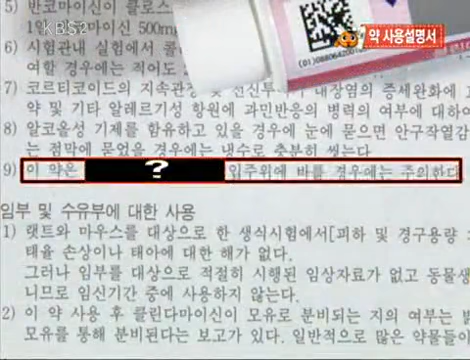 5) 반코마이신이 클로스
KBS2
약 사용설명서
1일 마이신 500mg
6) 시험관내 실험에서 콜
(01)08806420
여할 경우에는 적어도
7) 코르티코이드의 지속관장 및 대장염의 증세완화에
약 및 기타 알레르기성 항원에 과민반응의 병력의 여부에 대하여
8) 알코올성 기제를 함유하고 있을 경우에 눈에 묻으면 안구작열감
는 점막에 묻었을 경우에는 냉수로 충분히 씻는다
9) 이 약은 ? 입주위에 바를 경우에는 주의한다
임부 및 수유부에 대한 사용
1) 랫트와 마우스를 대상으로 한 생식시험에서[피하 및 경구용량
태율 손상이나 태아에 대한 해가 없다.
그러나 임부를 대상으로 적절히 시행된 임상자료가 없고 동물생
니므로 임신기간 중에 사용하지 않는다.
2) 이 약 사용 후 클린다마이신이 모유로 분비되는 지의 여부는 밝
모유를 통해 분비된다는 보고가 있다. 일반적으로 많은 약물들이